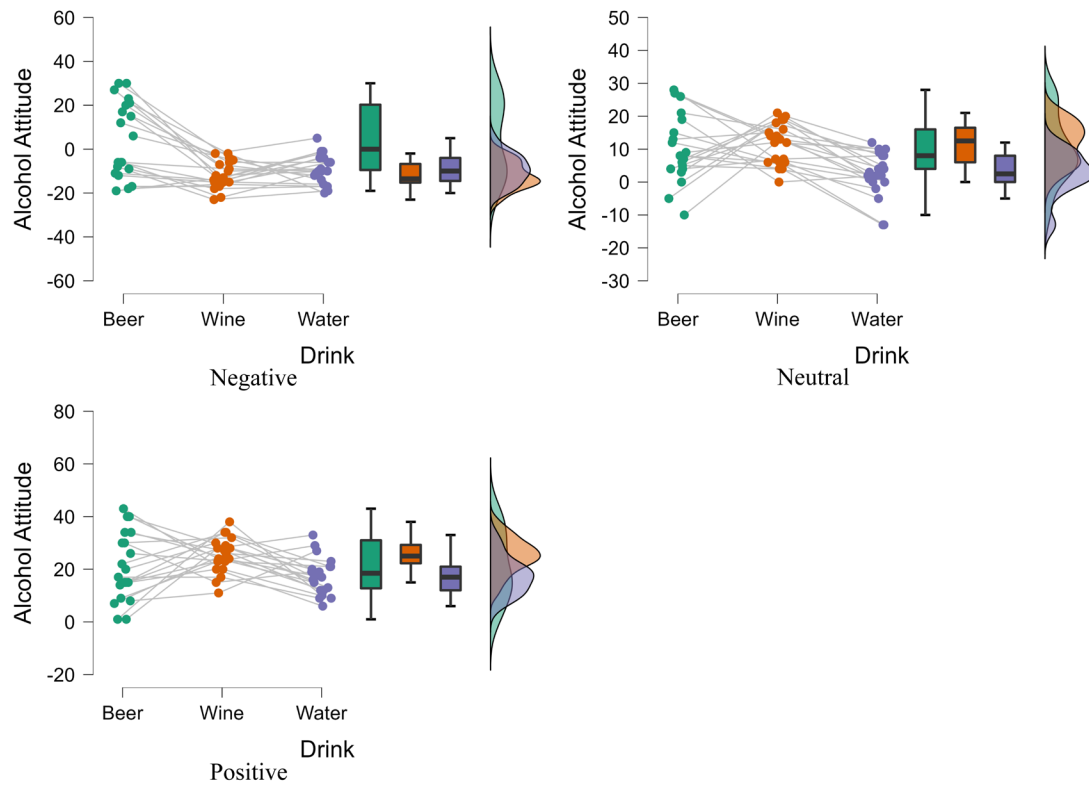 Alcohol Attitude
60
40
20
0
-20
-40
-60
Beer Wine Water
Drink
Negative
Alcohol Attitude
50
40
30
20
10
0
-10
-20
-30
Beer Wine Water
Drink
Neutral
Alcohol Attitude
80
60
40
20
0
-20
Beer Wine Water
Drink
Positive